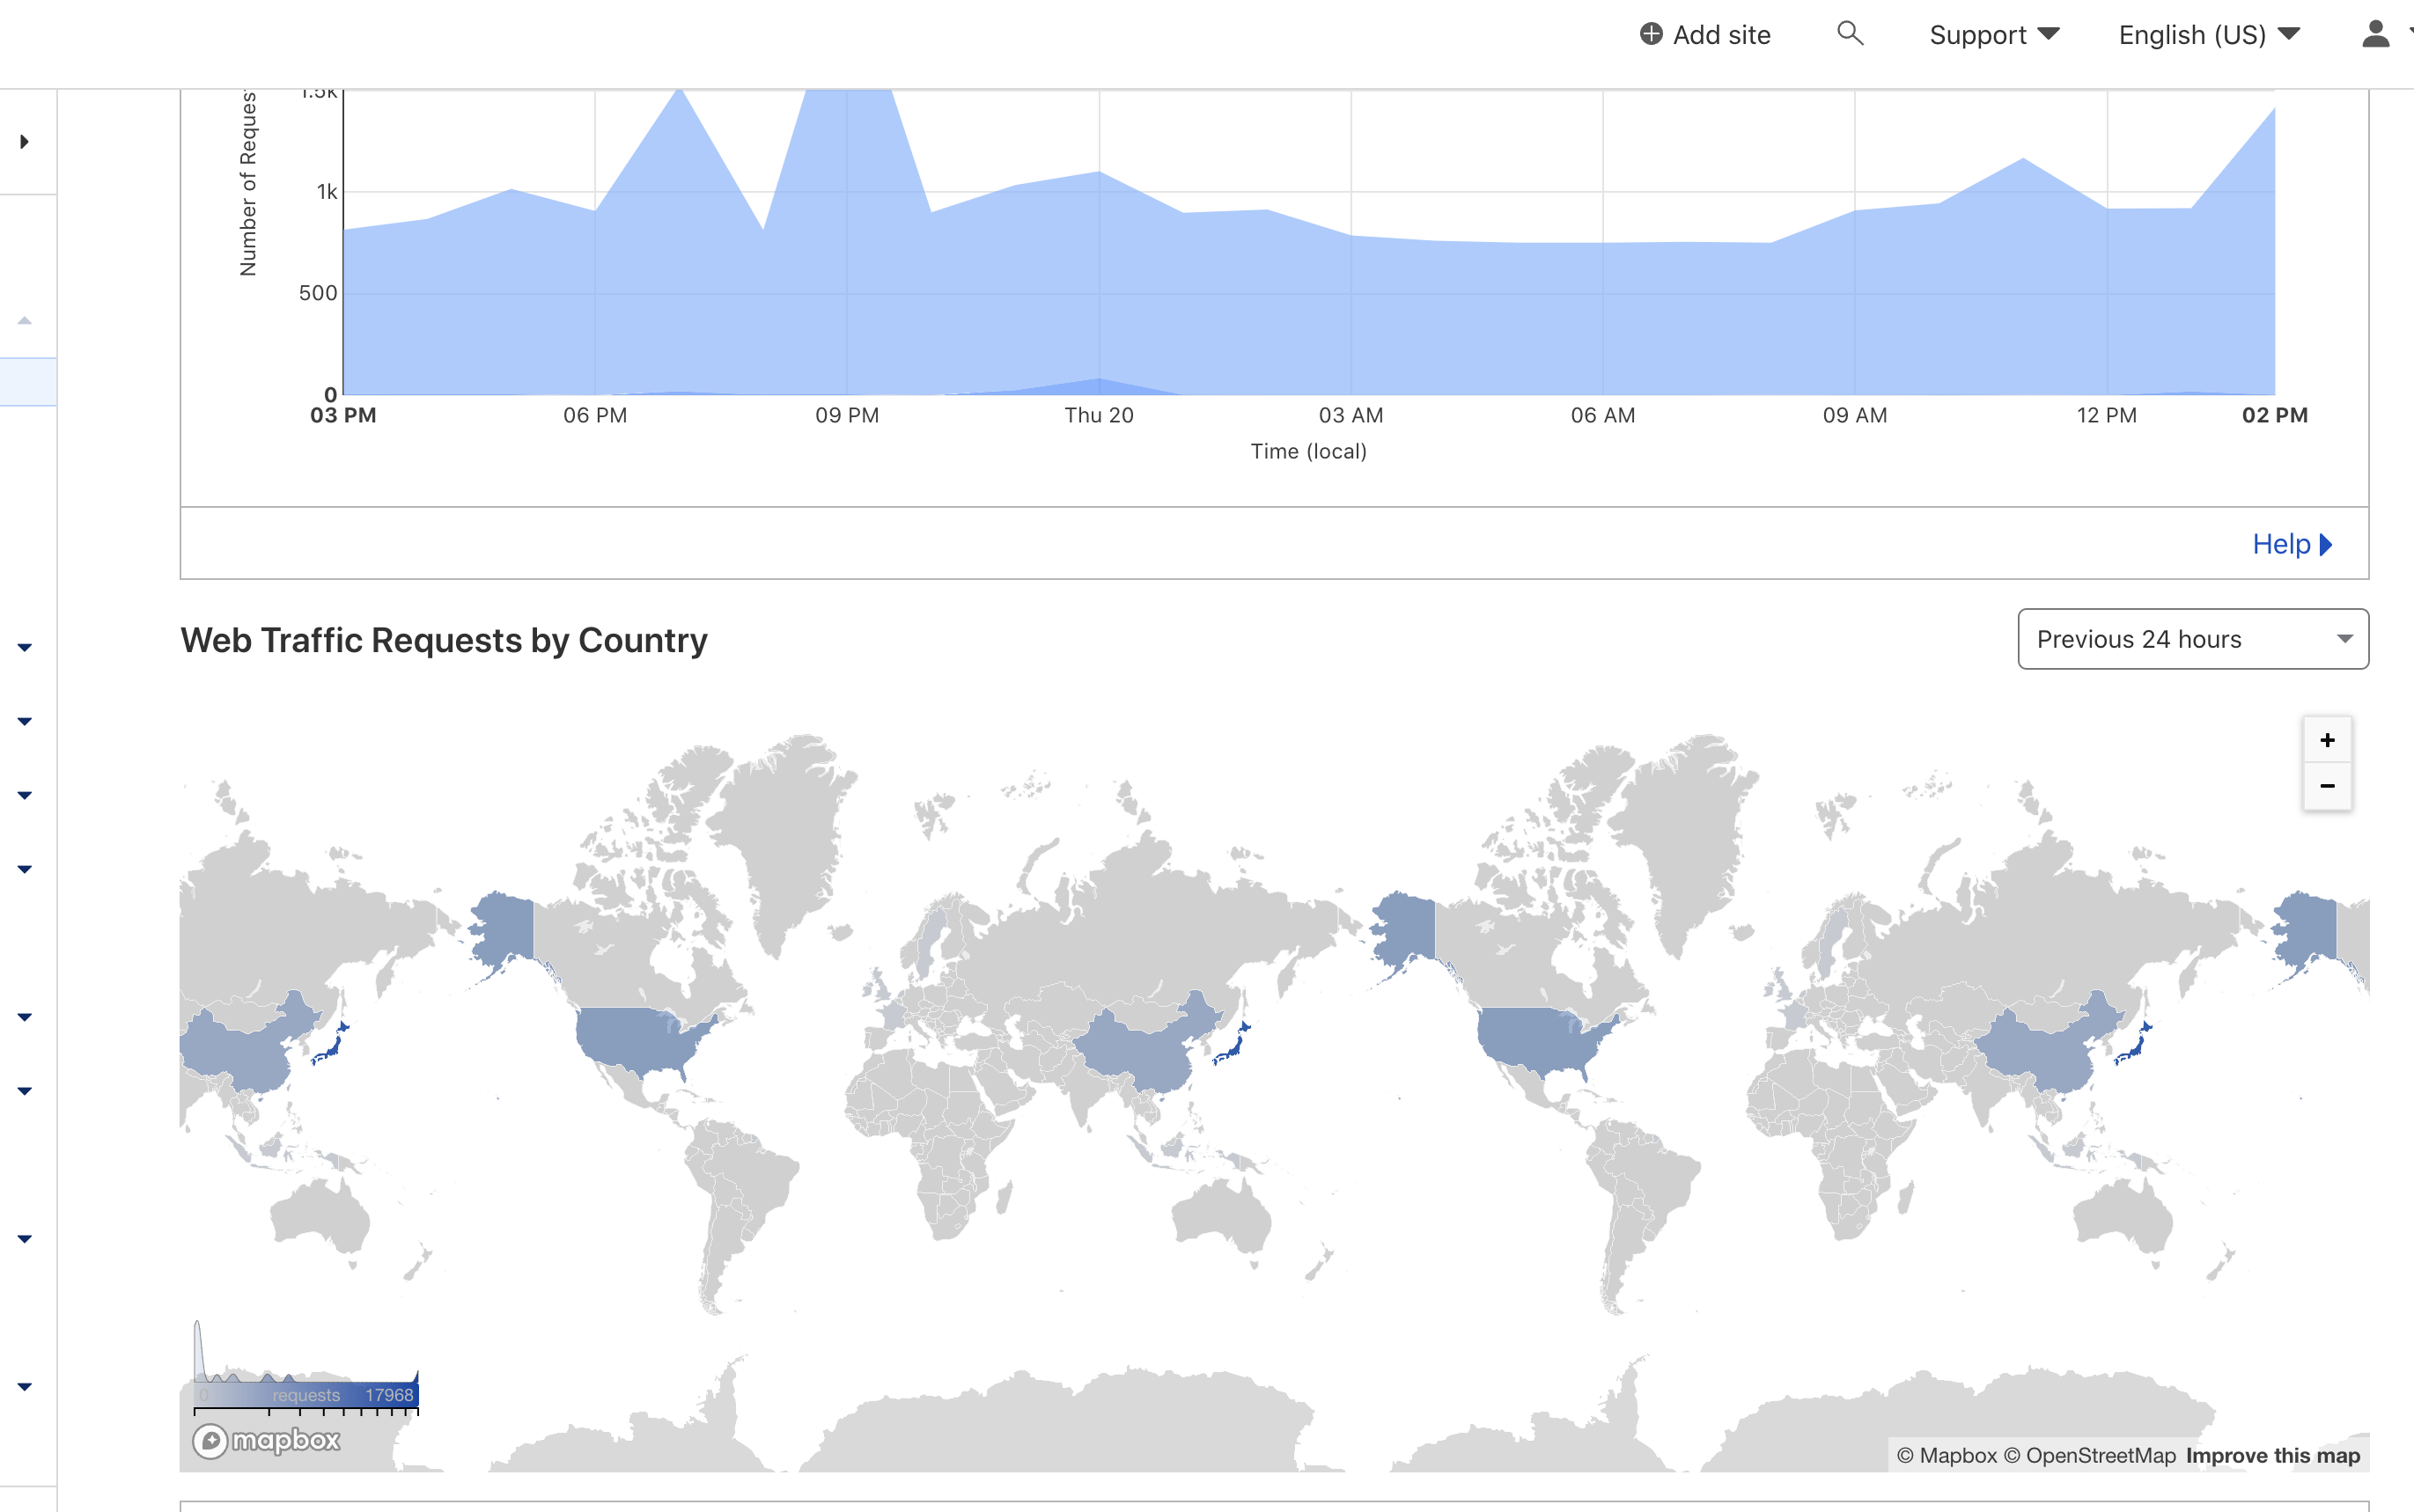 Add site
Support
English (US)
Number of Reques
1.5k
1k
500
0
03 PM
06 PM
09 PM
Thu 20
03 AM
06 AM
09 AM
12 PM
02 PM
Time (local)
Help
Web Traffic Requests by Country
Previous 24 hours
+
−
0 requests 17968
mapbox
© Mapbox © OpenStreetMap Improve this map